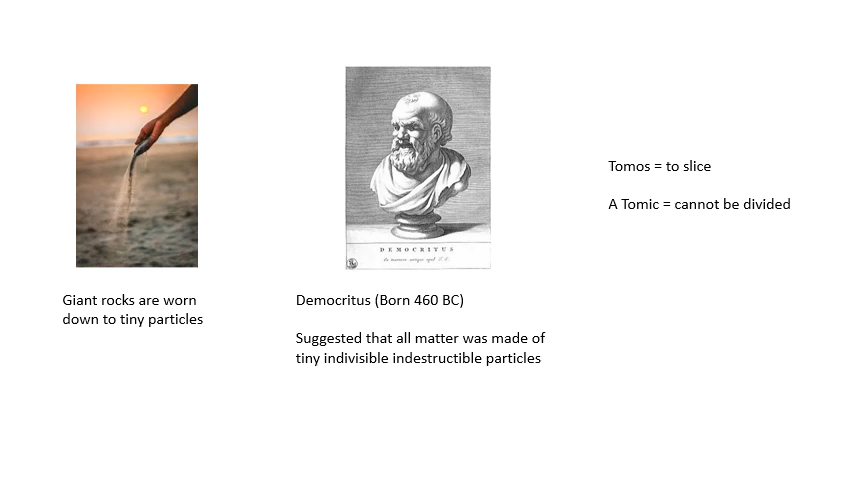 DEMOCRITUS
Giant rocks are worn
down to tiny particles
Democritus (Born 460 BC)
Suggested that all matter was made of
tiny indivisible indestructible particles
Tomos = to slice
A Tomic = cannot be divided